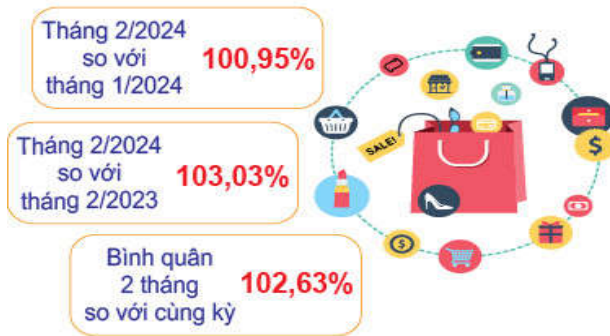 Tháng 2/2024
so với
tháng 1/2024
100,95%
Tháng 2/2024
so với
tháng 2/2023
103,03%
Bình quân
2 tháng
so với cùng kỳ
102,63%
SALE!
$
$